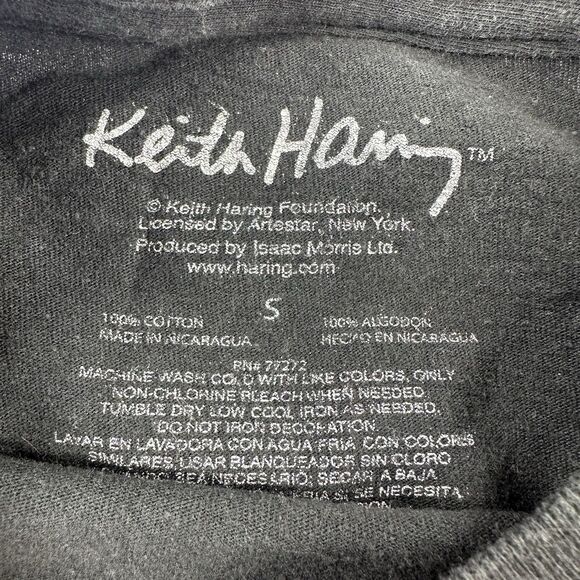 Keith Haring™
© Keith Haring Foundation.
Licensed by Artestar, New York.
Produced by Isaac Morris Ltd.
www.haring.com
S
100% COTTON 100% ALGODON
MADE IN NICARAGUA HECHO EN NICARAGUA
RN# 77272
MACHINE WASH COLD WITH LIKE COLORS, ONLY
NON-CHLORINE BLEACH WHEN NEEDED.
TUMBLE DRY LOW COOL IRON AS NEEDED.
DO NOT IRON DECORATION
LAVAR EN LAVADORA CON AGUA FRIA CON COLORES
SIMILARES, USAR BLANQUEADOR SIN CLORO
SEA NECESARIO; SECAR A BAJA
SE NECESITA